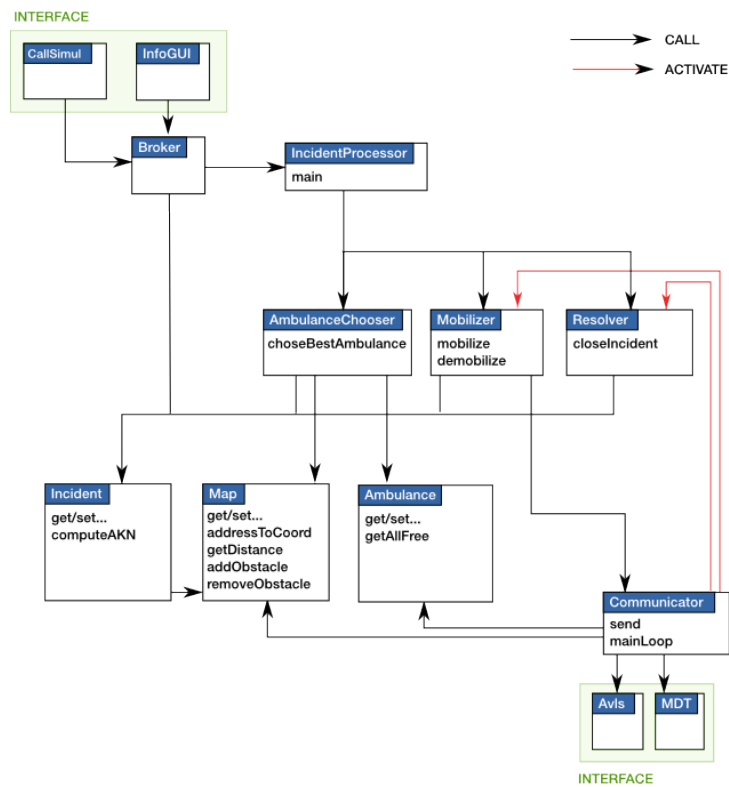 INTERFACE
CallSimul
InfoGUI
CALL
ACTIVATE
Broker
IncidentProcessor
main
AmbulanceChooser
choseBestAmbulance
Mobilizer
mobilize
demobilize
Resolver
closeIncident
Incident
get/set...
computeAKN
Map
get/set...
addressToCoord
getDistance
addObstacle
removeObstacle
Ambulance
get/set...
getAllFree
Communicator
send
mainLoop
Avls
MDT
INTERFACE